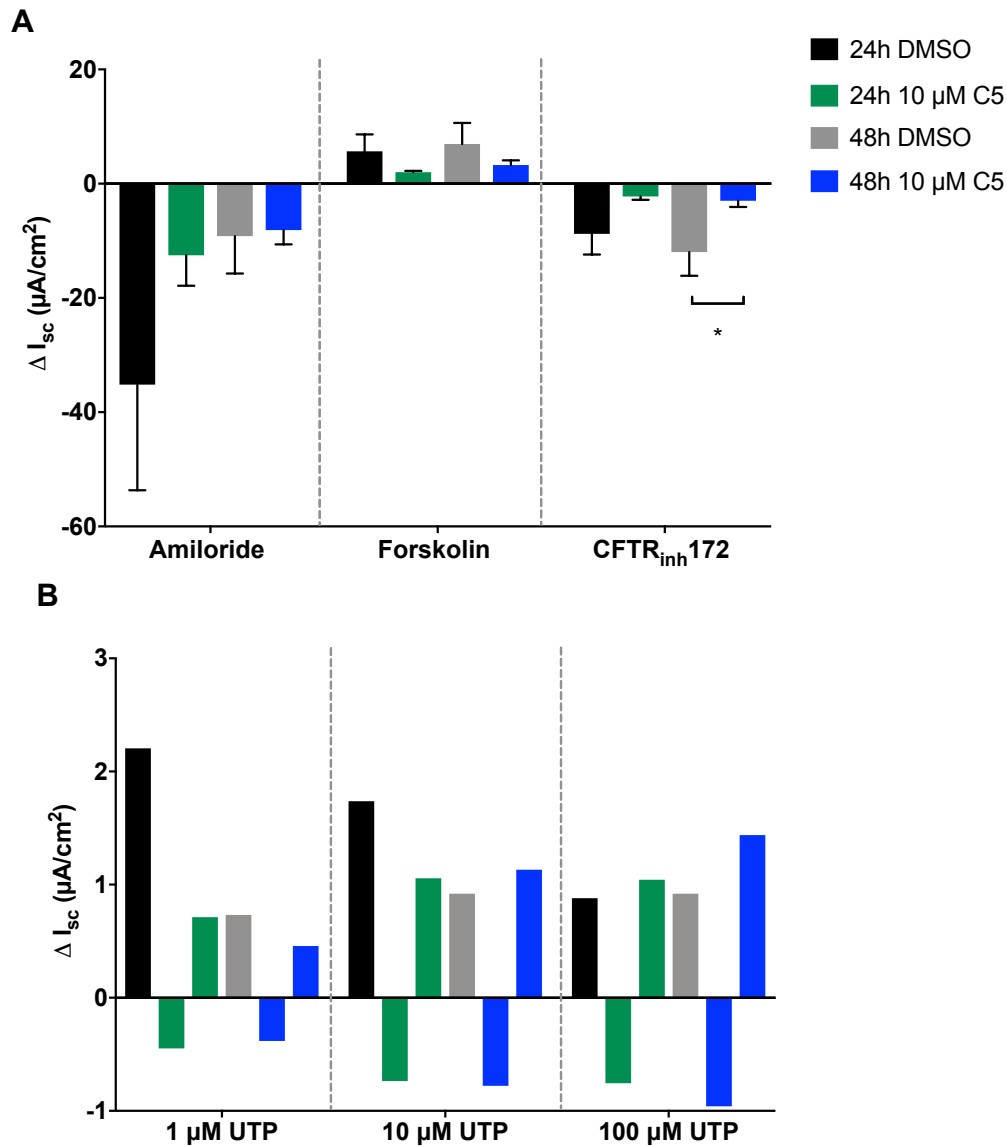 A
24h DMSO
24h 10 µM C5
48h DMSO
48h 10 µM C5
20
0
-20
-40
-60
Δ Isc (µA/cm²)
*
Amiloride Forskolin CFTRinh172
B
3
2
1
0
-1
Δ Isc (µA/cm²)
1 µM UTP 10 µM UTP 100 µM UTP